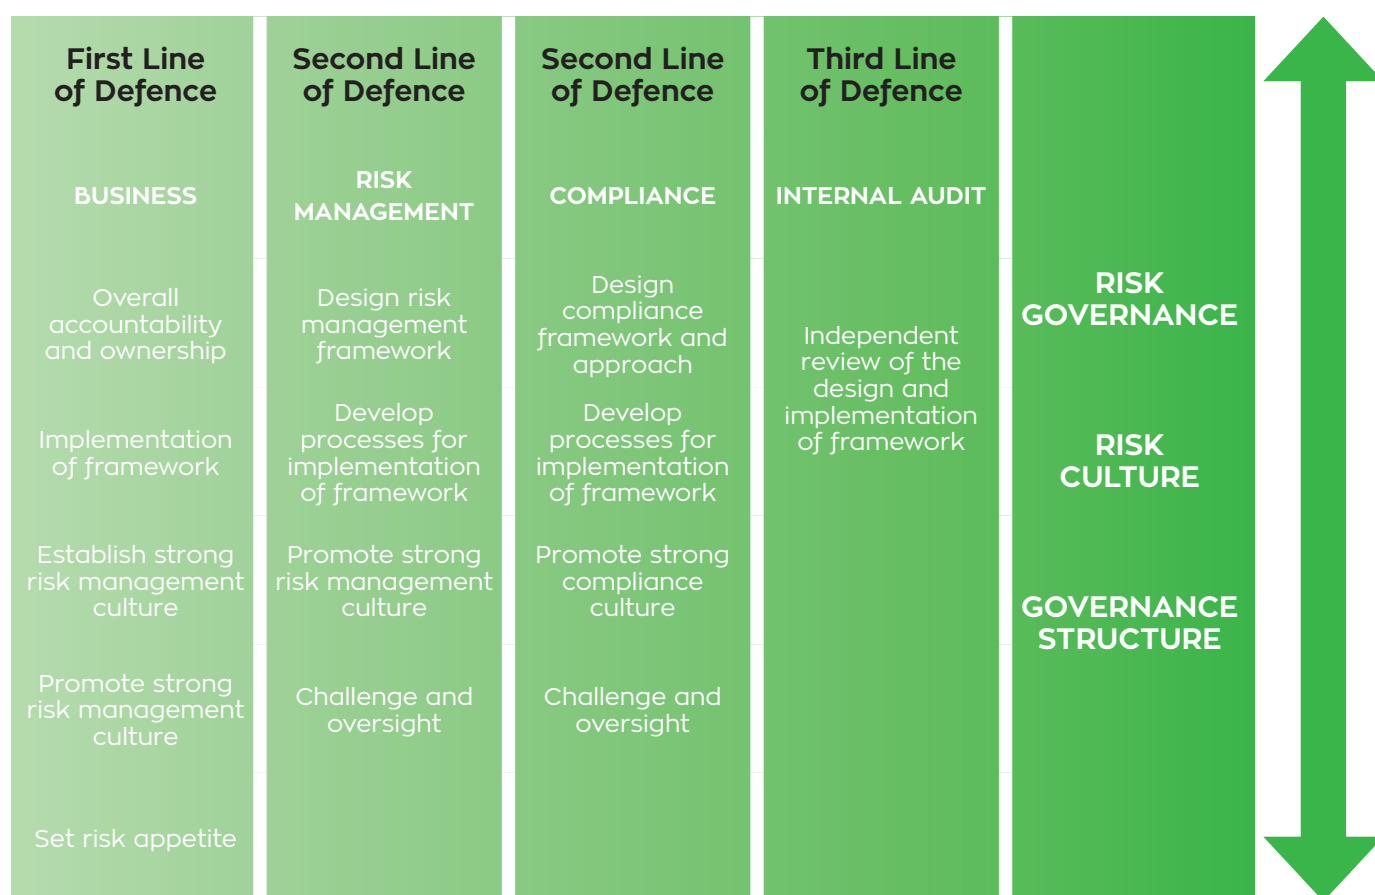 First Line
of Defence
BUSINESS
Overall
accountability
and ownership
Implementation
of framework
Establish strong
risk management
culture
Promote strong
risk management
culture
Set risk appetite
Second Line
of Defence
RISK
MANAGEMENT
Design risk
management
framework
Develop
processes for
implementation
of framework
Promote strong
risk management
culture
Challenge and
oversight
Second Line
of Defence
COMPLIANCE
Design
compliance
framework and
approach
Develop
processes for
implementation
of framework
Promote strong
compliance
culture
Challenge and
oversight
Third Line
of Defence
INTERNAL AUDIT
Independent
review of the
design and
implementation
of framework
RISK
GOVERNANCE
RISK
CULTURE
GOVERNANCE
STRUCTURE